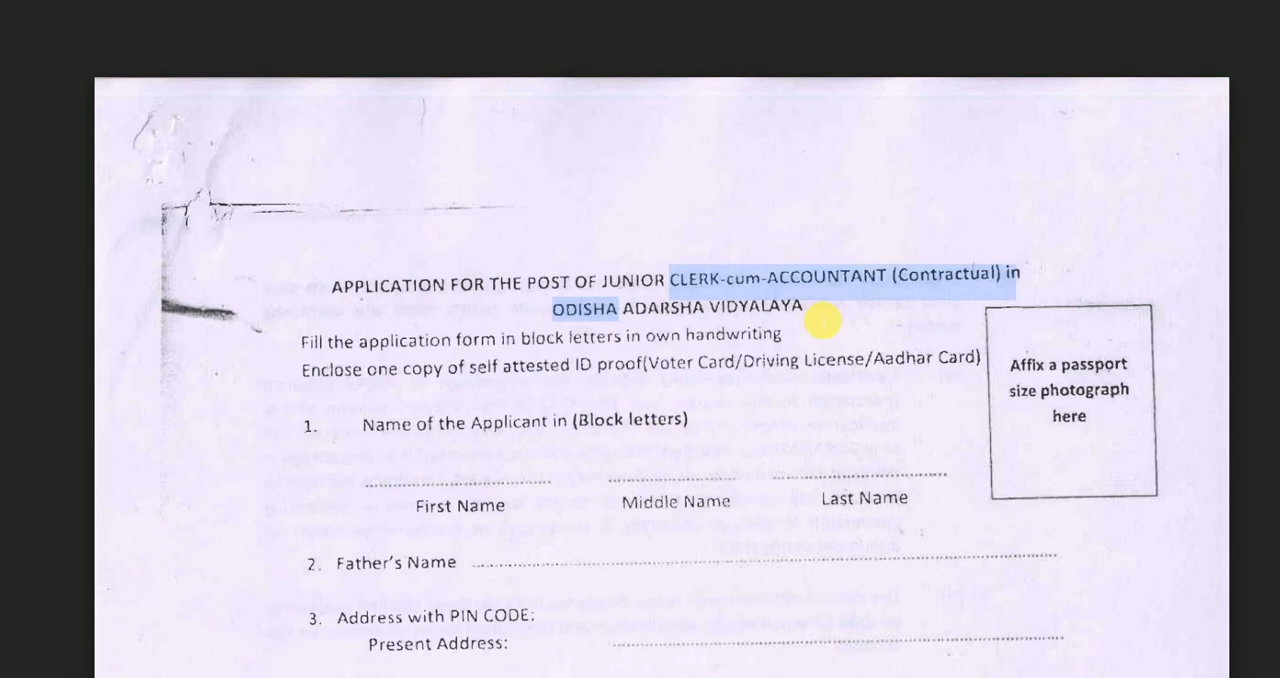 APPLICATION FOR THE POST OF JUNIOR CLERK-cum-ACCOUNTANT (Contractual) in
ODISHA ADARSHA VIDYALAYA
Fill the application form in block letters in own handwriting
Enclose one copy of self attested ID proof(Voter Card/Driving License/Aadhar Card)
Affix a passport
size photograph
here
1. Name of the Applicant in (Block letters)
First Name Middle Name Last Name
2. Father's Name
3. Address with PIN CODE:
Present Address: